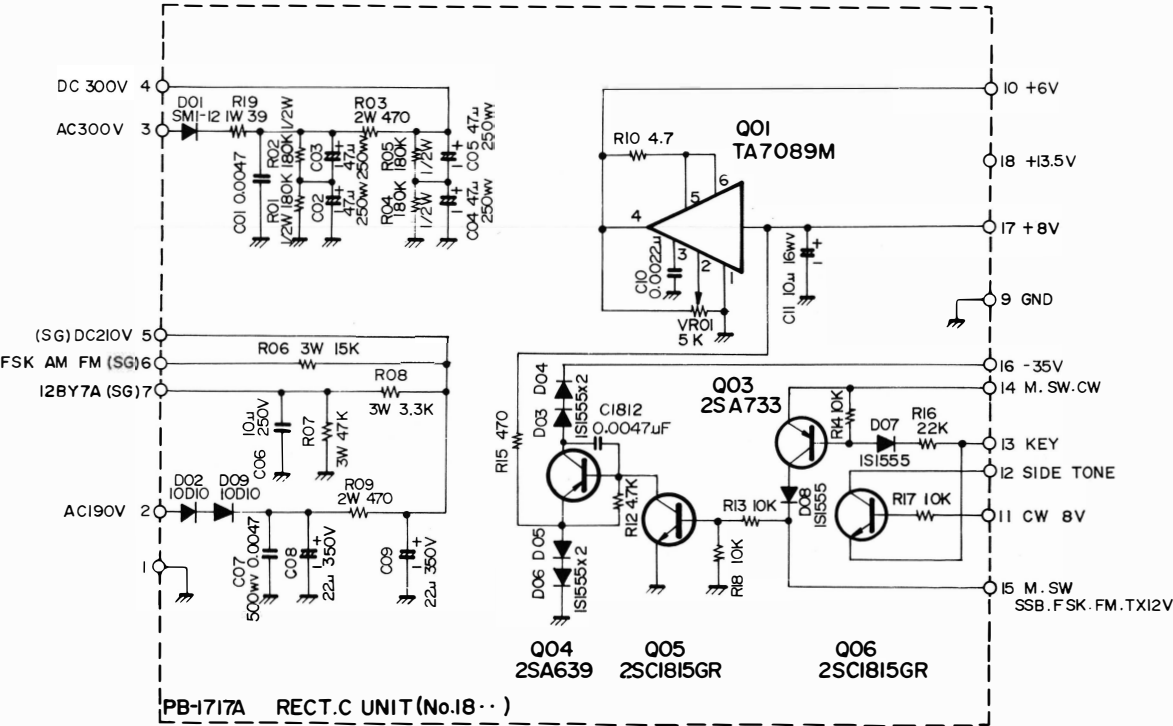 DC 300V 4
AC300V 3
D01
SM1-12
R19
1W 39
R03
2W 470
C01 0.0047
R02
180K 1/2W
R01
1/2W 180K
C03
47μ
250WV
C02
47μ
250WV
R05
180K
1/2W
R04
180K
1/2W
C05 47μ
250WV
C04 47μ
250WV
+
−
+
−
+
−
+
−
R10 4.7
Q01
TA7089M
4
5
6
3
2
1
C10
0.0022μ
VR01
5K
C11 10μ 16WV
+
−
10 +6V
18 +13.5V
17 +8V
9 GND
16 -35V
14 M.SW.CW
13 KEY
12 SIDE TONE
11 CW 8V
15 M.SW
SSB.FSK.FM.TX12V
(SG)DC210V 5
FSK AM FM (SG)6
12BY7A (SG)7
R06 3W 15K
R08
3W 3.3K
10μ
250V
C06
R07
3W 47K
AC190V 2
D02
10D10
D09
10D10
R09
2W 470
C07
500WV 0.0047
C08
22μ 350V
+
−
C09
22μ 350V
+
−
1
R15 470
D03 D04
1S1555x2
C1812
0.0047μF
R12 4.7K
D06 D05
1S1555x2
Q03
2SA733
R14 10K
D07
1S1555
R16
22K
D08
1S1555
R13 10K
R18 10K
R17 10K
Q04
2SA639
Q05
2SC1815GR
Q06
2SC1815GR
PB-1717A RECT.C UNIT(No.18··)